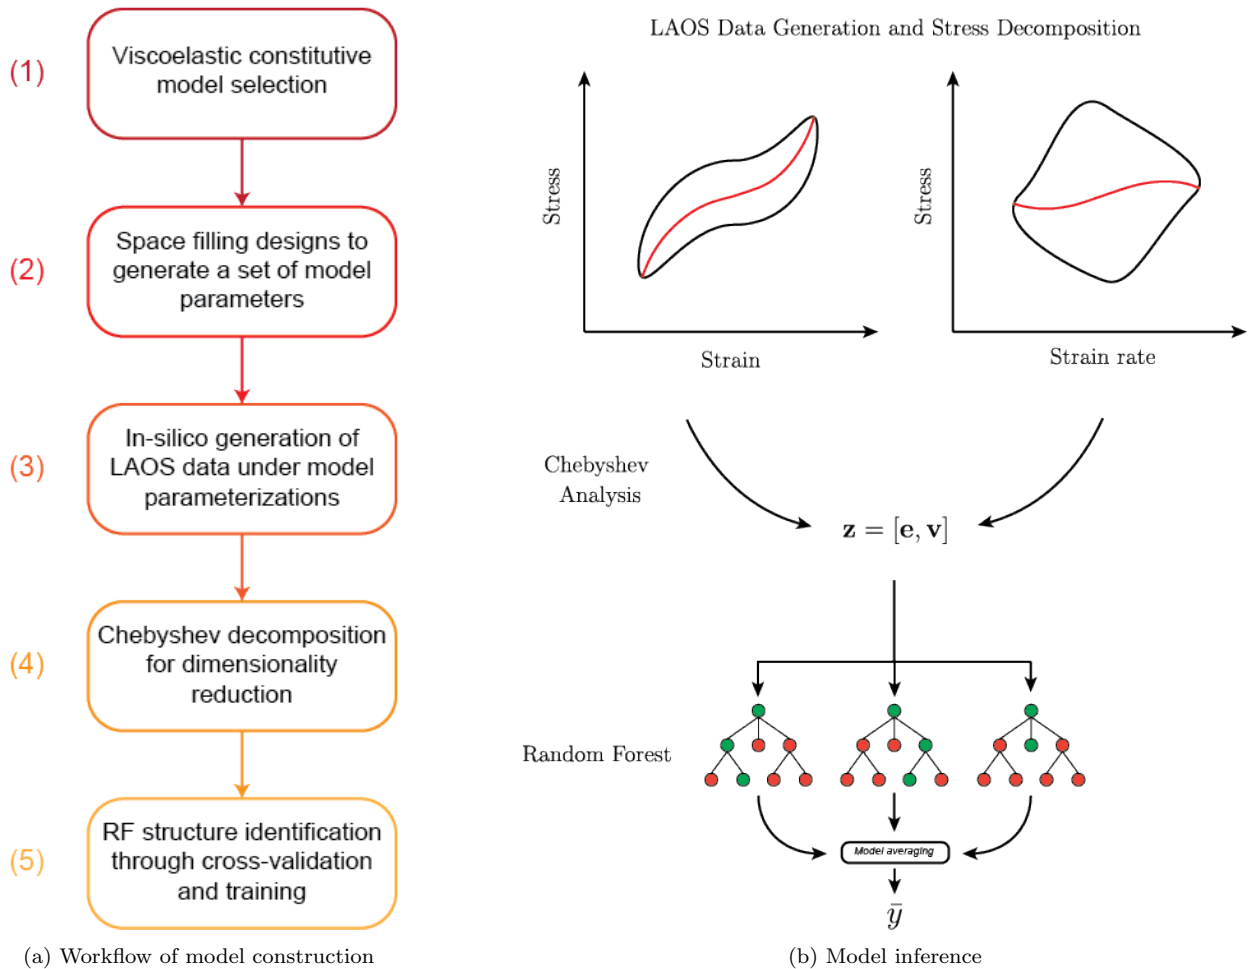 (1)
Viscoelastic constitutive
model selection
(2)
Space filling designs to
generate a set of model
parameters
(3)
In-silico generation of
LAOS data under model
parameterizations
(4)
Chebyshev decomposition
for dimensionality
reduction
(5)
RF structure identification
through cross-validation
and training
(a) Workflow of model construction
LAOS Data Generation and Stress Decomposition
Stress
Strain
Stress
Strain rate
Chebyshev
Analysis
z = [e, v]
Random Forest
Model averaging
ȳ
(b) Model inference